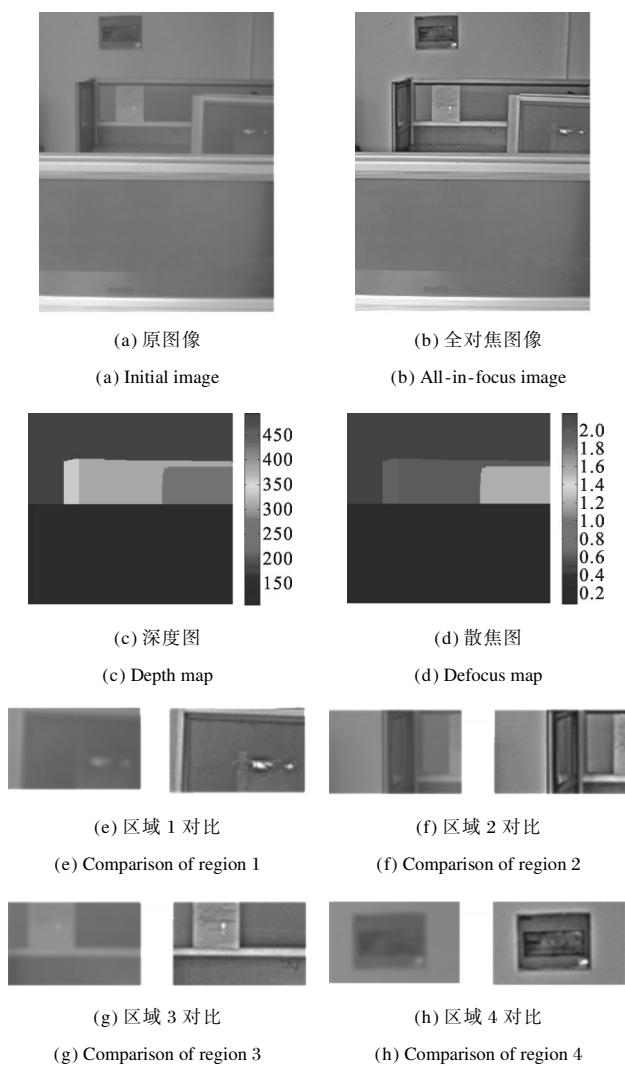 (a) 原图像
(b) 全对焦图像
(a) Initial image
(b) All-in-focus image
450
400
350
300
250
200
150
2.0
1.8
1.6
1.4
1.2
1.0
0.8
0.6
0.4
0.2
(c) 深度图
(d) 散焦图
(c) Depth map
(d) Defocus map
(e) 区域 1 对比
(f) 区域 2 对比
(e) Comparison of region 1
(f) Comparison of region 2
(g) 区域 3 对比
(h) 区域 4 对比
(g) Comparison of region 3
(h) Comparison of region 4